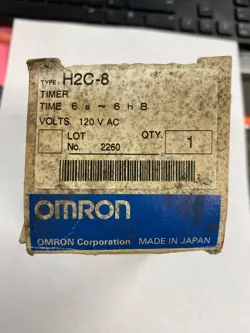 TYPE H2C-8
TIMER
TIME 6 s ~ 6 h B
VOLTS. 120 V AC
LOT No. 2260
QTY. 1
OMRON
OMRON Corporation MADE IN JAPAN